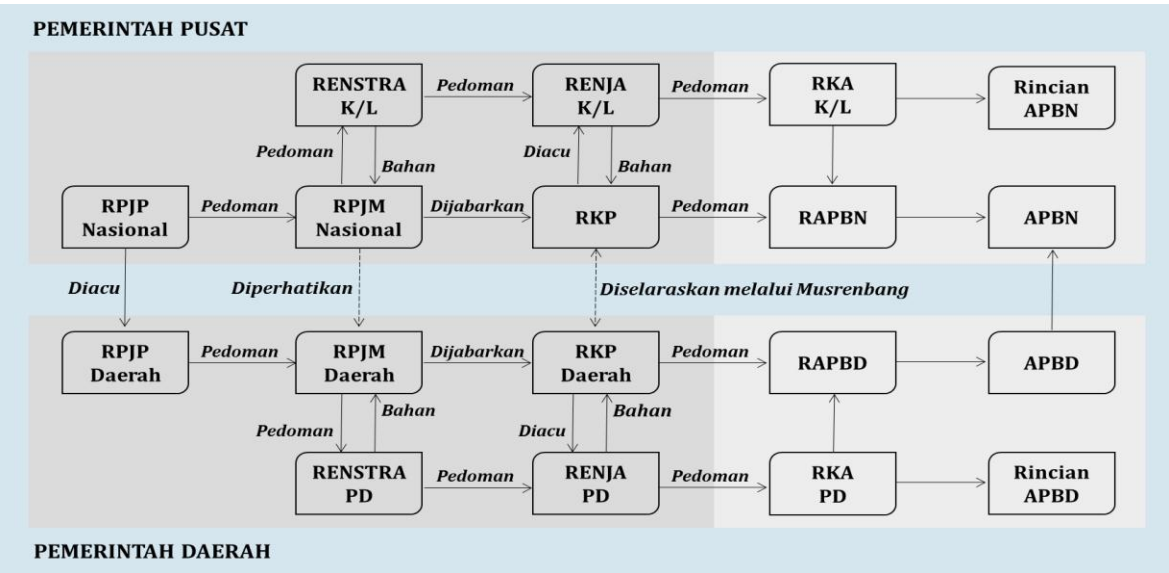 PEMERINTAH PUSAT
RENSTRA
K/L
Pedoman
RENJA
K/L
Pedoman
RKA
K/L
Rincian
APBN
Pedoman
Bahan
Diacu
Bahan
RPJP
Nasional
Pedoman
RPJM
Nasional
Dijabarkan
RKP
Pedoman
RAPBN
APBN
Diacu
Diperhatikan
Diselaraskan melalui Musrenbang
RPJP
Daerah
Pedoman
RPJM
Daerah
Dijabarkan
RKP
Daerah
Pedoman
RAPBD
APBD
Pedoman
Bahan
Diacu
Bahan
RENSTRA
PD
Pedoman
RENJA
PD
Pedoman
RKA
PD
Rincian
APBD
PEMERINTAH DAERAH